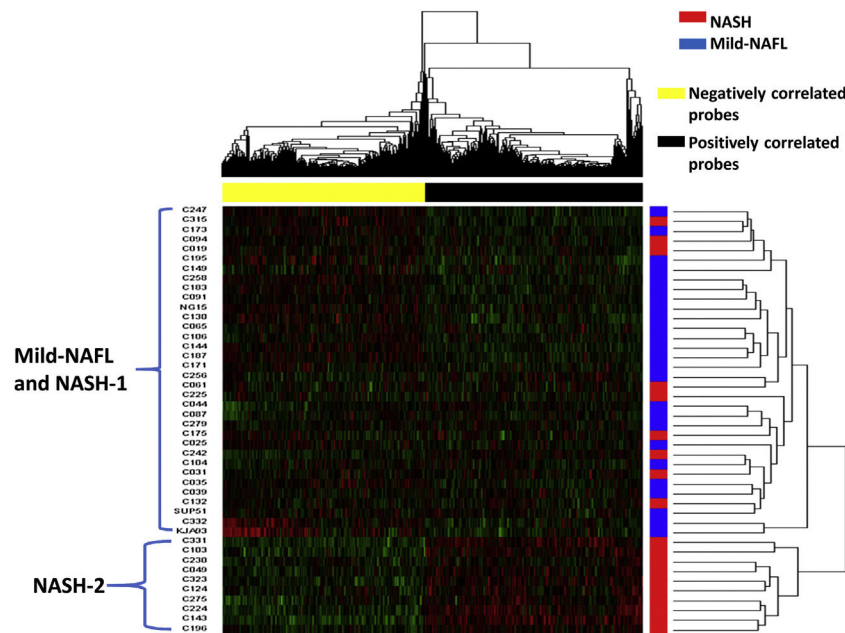 NASH
Mild-NAFL
Negatively correlated
probes
Positively correlated
probes
C247
C315
C173
C094
C019
C195
C149
C258
C183
C091
NG15
C130
C065
C106
C144
C187
C171
C256
C061
C225
C044
C087
C279
C175
C025
C242
C104
C031
C035
C039
C132
SUP51
C332
KJA03
C331
C103
C230
C049
C323
C124
C275
C224
C143
C196
Mild-NAFL
and NASH-1
NASH-2